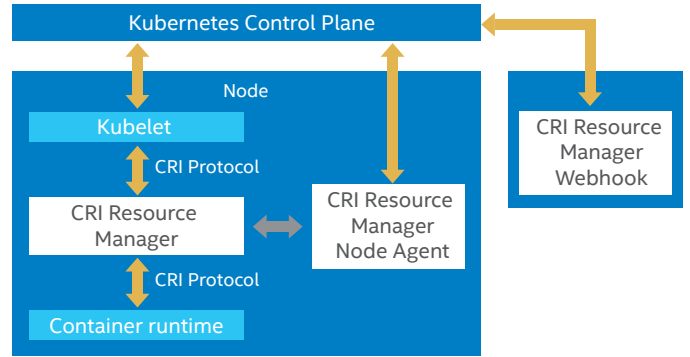 Kubernetes Control Plane
Node
Kubelet
CRI Protocol
CRI Resource
Manager
CRI Protocol
Container runtime
CRI Resource
Manager
Node Agent
CRI Resource
Manager
Webhook